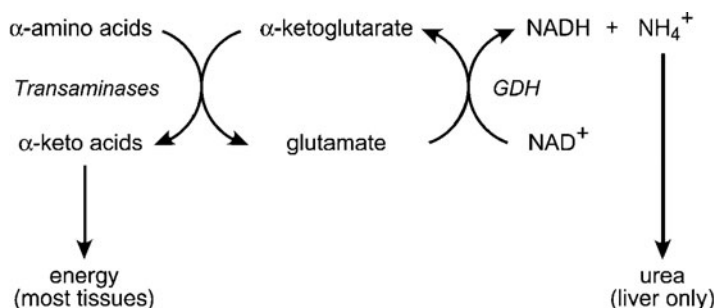 α-amino acids α-ketoglutarate NADH + NH₄⁺
Transaminases GDH
α-keto acids glutamate NAD⁺
energy urea
(most tissues) (liver only)